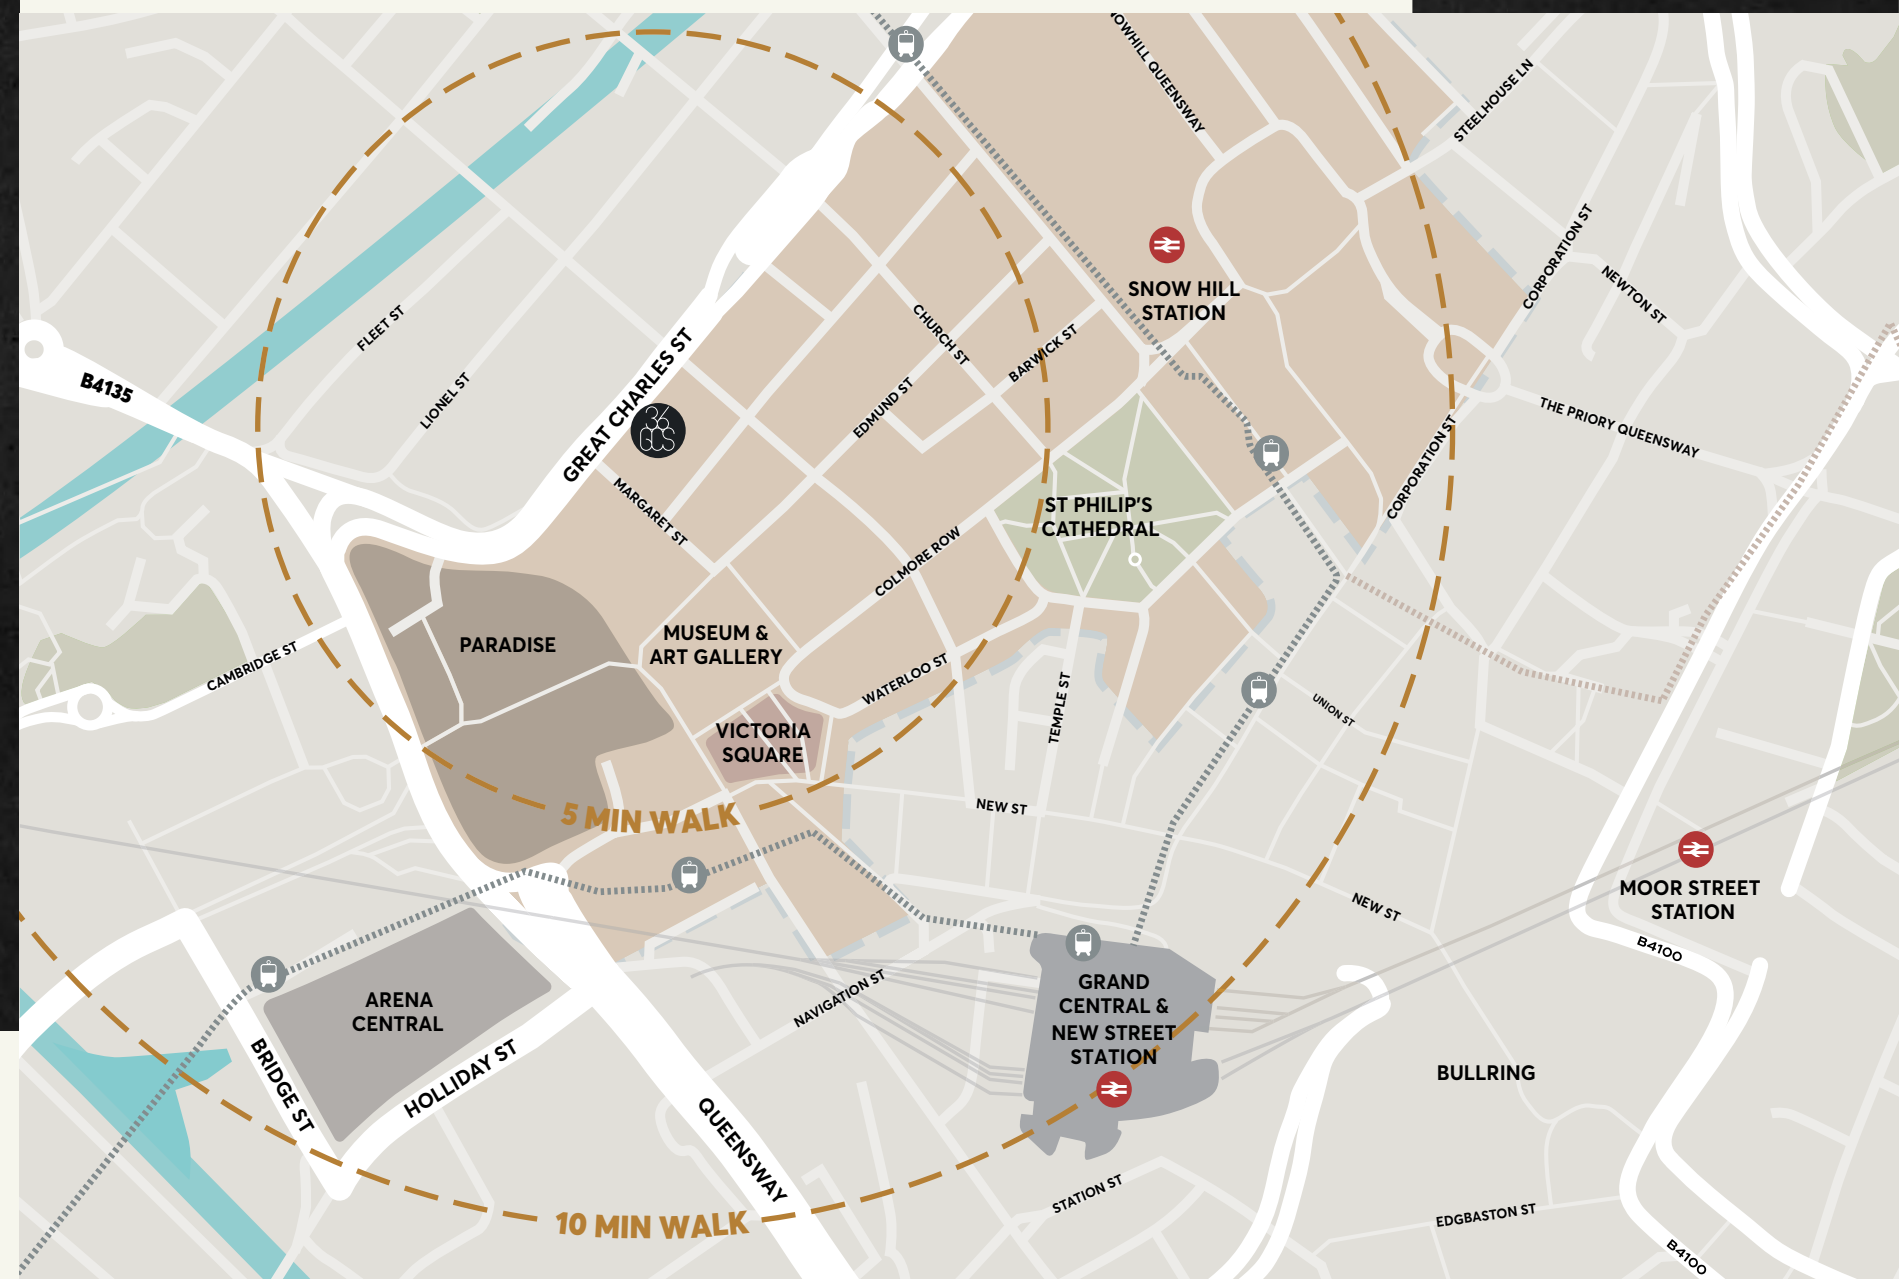 SNOWHILL QUEENSWAY
STEELHOUSE LN
CORPORATION ST
NEWTON ST
SNOW HILL
STATION
FLEET ST
CHURCH ST
BARWICK ST
B4135
LIONEL ST
GREAT CHARLES ST
36
GCS
EDMUND ST
THE PRIORY QUEENSWAY
CORPORATION ST
MARGARET ST
ST PHILIP'S
CATHEDRAL
COLMORE ROW
PARADISE
MUSEUM &
ART GALLERY
CAMBRIDGE ST
WATERLOO ST
TEMPLE ST
UNION ST
VICTORIA
SQUARE
5 MIN WALK
NEW ST
NEW ST
MOOR STREET
STATION
B4100
ARENA
CENTRAL
NAVIGATION ST
GRAND
CENTRAL &
NEW STREET
STATION
BRIDGE ST
HOLLIDAY ST
BULLRING
QUEENSWAY
STATION ST
10 MIN WALK
EDGBASTON ST
B4100